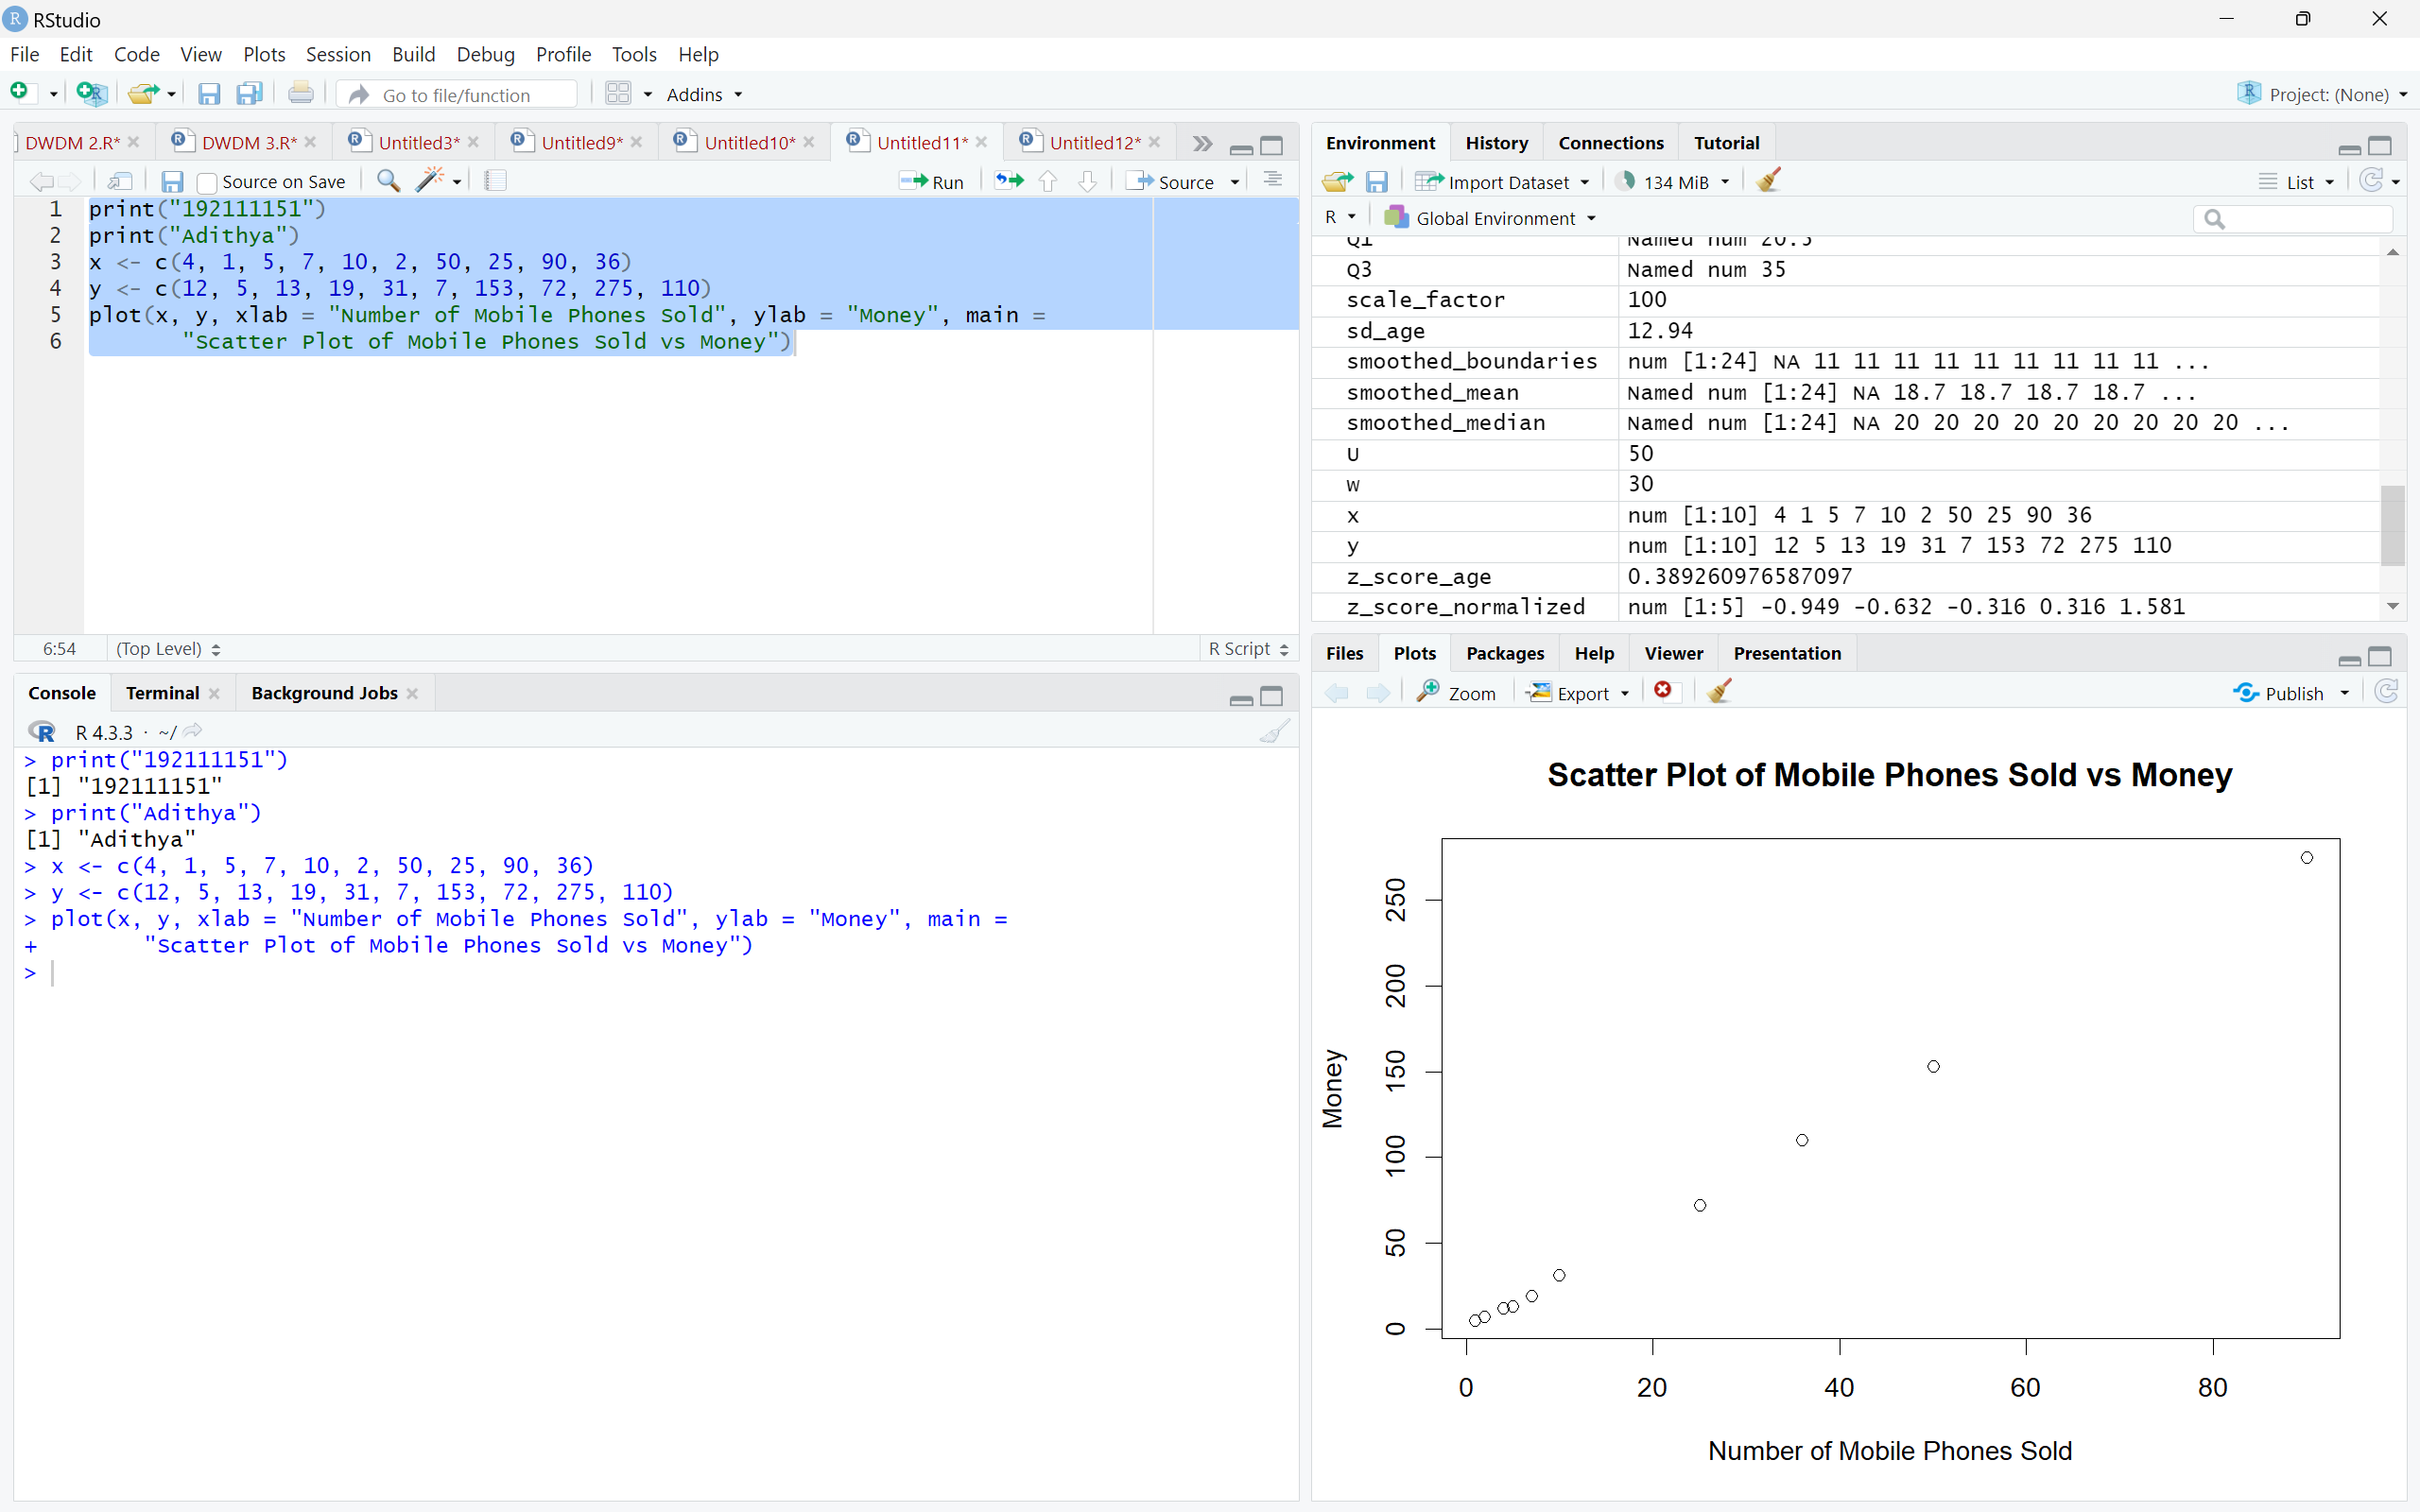 RStudio
File Edit Code View Plots Session Build Debug Profile Tools Help
Go to file/function Addins Project: (None)
DWDM 2.R* DWDM 3.R* Untitled3* Untitled9* Untitled10* Untitled11* Untitled12*
Source on Save Run Source
1 print("192111151")
2 print("Adithya")
3 x <- c(4, 1, 5, 7, 10, 2, 50, 25, 90, 36)
4 y <- c(12, 5, 13, 19, 31, 7, 153, 72, 275, 110)
5 plot(x, y, xlab = "Number of Mobile Phones Sold", ylab = "Money", main =
6 "Scatter Plot of Mobile Phones Sold vs Money")
6:54 (Top Level) R Script
Console Terminal Background Jobs
R 4.3.3 · ~/
> print("192111151")
[1] "192111151"
> print("Adithya")
[1] "Adithya"
> x <- c(4, 1, 5, 7, 10, 2, 50, 25, 90, 36)
> y <- c(12, 5, 13, 19, 31, 7, 153, 72, 275, 110)
> plot(x, y, xlab = "Number of Mobile Phones Sold", ylab = "Money", main =
+ "Scatter Plot of Mobile Phones Sold vs Money")
>
Environment History Connections Tutorial
Import Dataset 134 MiB List
R Global Environment
Q1 Named num 20.5
Q3 Named num 35
scale_factor 100
sd_age 12.94
smoothed_boundaries num [1:24] NA 11 11 11 11 11 11 11 11 11 ...
smoothed_mean Named num [1:24] NA 18.7 18.7 18.7 18.7 ...
smoothed_median Named num [1:24] NA 20 20 20 20 20 20 20 20 20 ...
U 50
w 30
x num [1:10] 4 1 5 7 10 2 50 25 90 36
y num [1:10] 12 5 13 19 31 7 153 72 275 110
z_score_age 0.389260976587097
z_score_normalized num [1:5] -0.949 -0.632 -0.316 0.316 1.581
Files Plots Packages Help Viewer Presentation
Zoom Export Publish
Scatter Plot of Mobile Phones Sold vs Money
250
200
150
100
50
0
Money
0 20 40 60 80
Number of Mobile Phones Sold